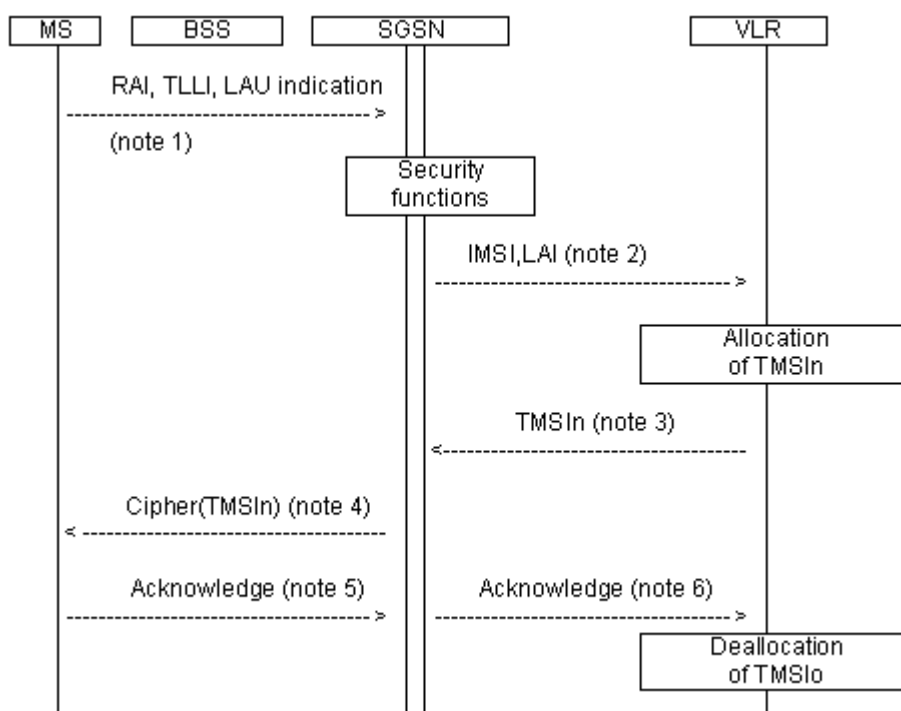 MS BSS SGSN VLR
RAI, TLLI, LAU indication
(note 1)
Security
functions
IMSI,LAI (note 2)
Allocation
of TMSIn
TMSIn (note 3)
Cipher(TMSIn) (note 4)
Acknowledge (note 5) Acknowledge (note 6)
Deallocation
of TMSIo